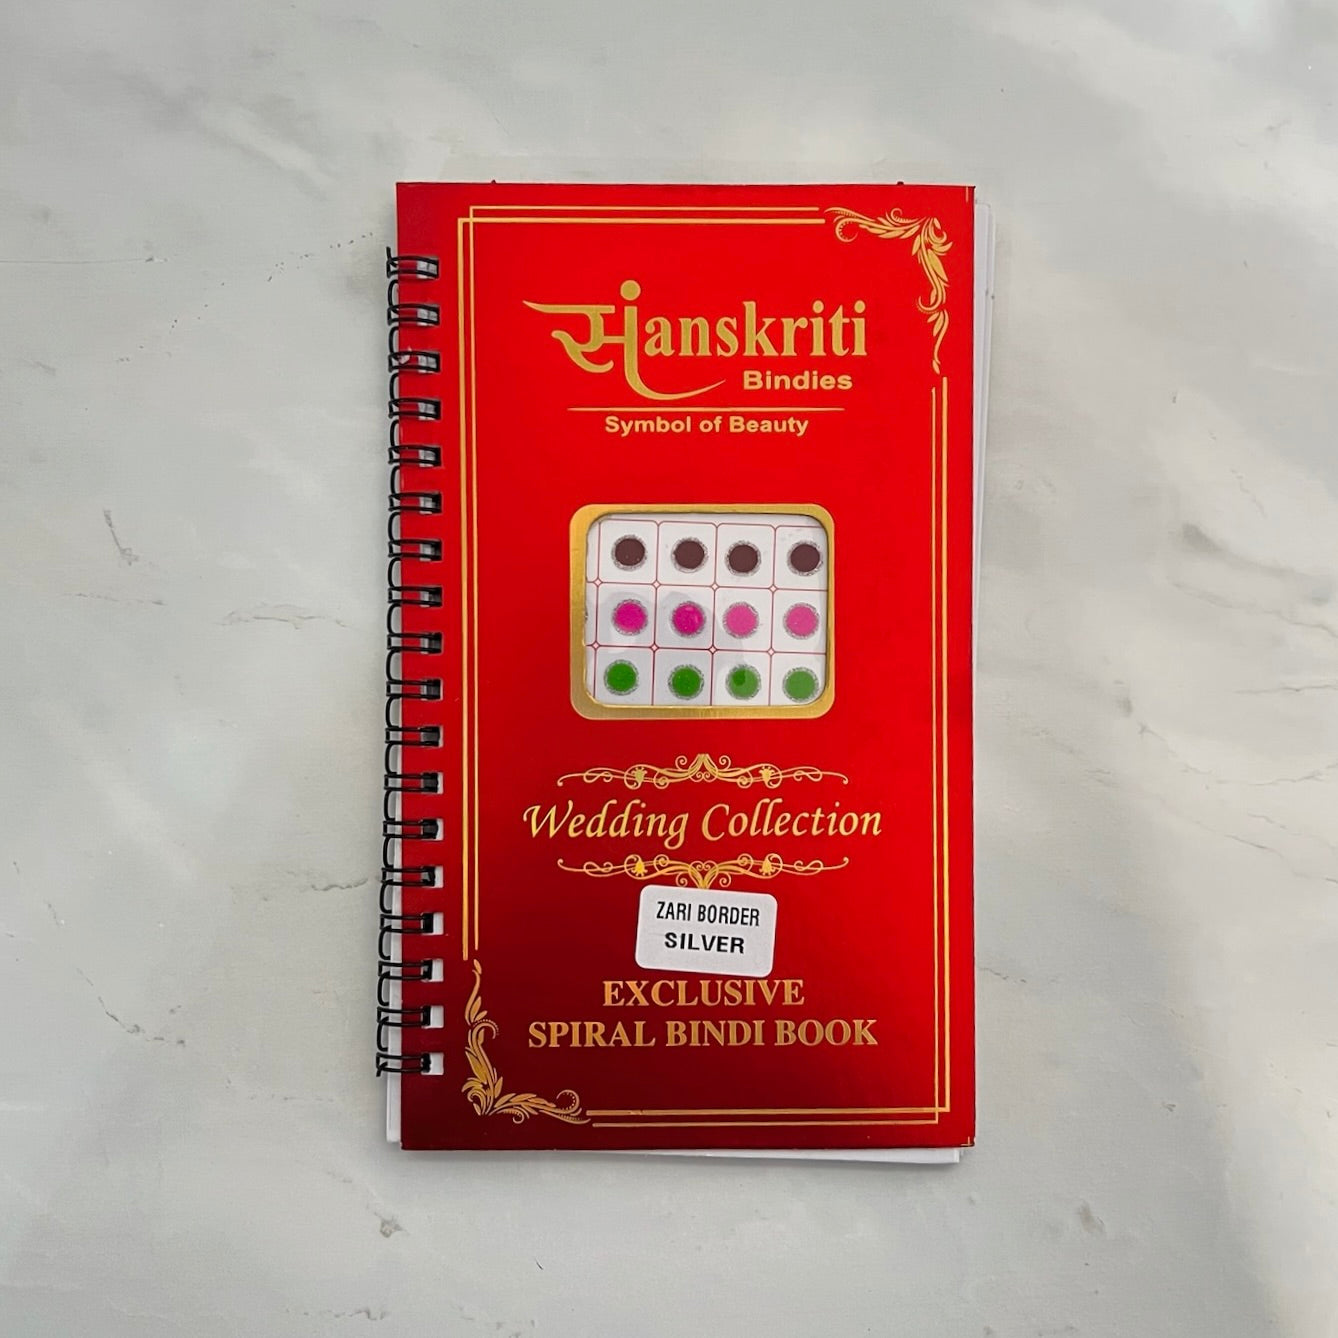 सांanskriti
Bindies
Symbol of Beauty
Wedding Collection
ZARI BORDER
SILVER
EXCLUSIVE
SPIRAL BINDI BOOK